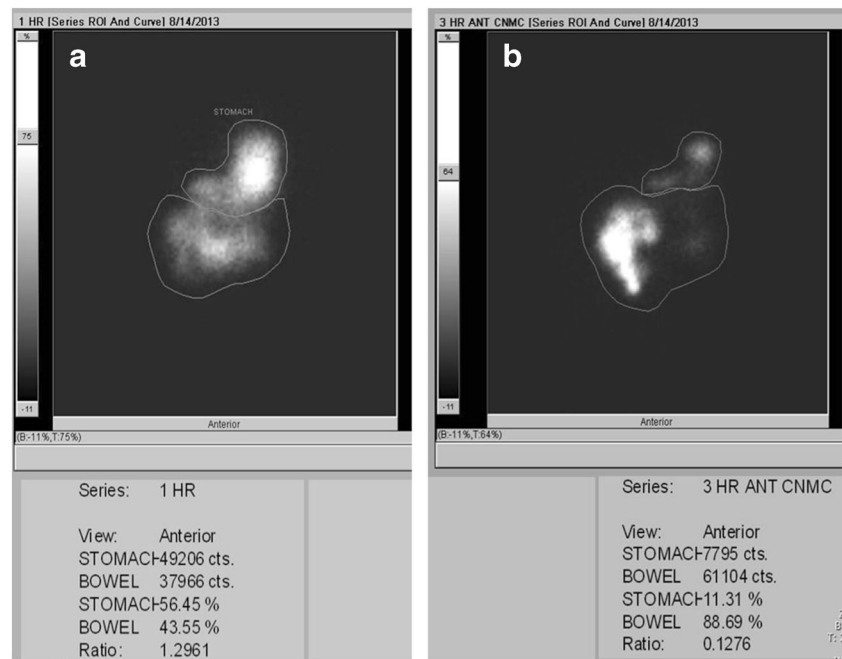 1 HR [Series ROI And Curve] 8/14/2013
%
a
STOMACH
75
-11
Anterior
(B:-11%,T:75%)
Series: 1 HR
View: Anterior
STOMACH-49206 cts.
BOWEL 37966 cts.
STOMACH-56.45 %
BOWEL 43.55 %
Ratio: 1.2961
3 HR ANT CNMC [Series ROI And Curve] 8/14/2013
%
b
64
-11
Anterior
(B:-11%,T:64%)
Series: 3 HR ANT CNMC
View: Anterior
STOMACH-7795 cts.
BOWEL 61104 cts.
STOMACH-11.31 %
BOWEL 88.69 %
Ratio: 0.1276